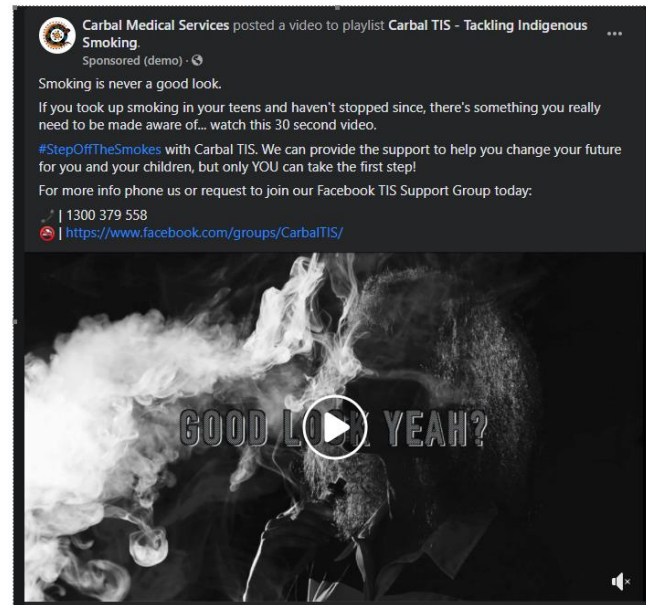 Carbal Medical Services posted a video to playlist Carbal TIS - Tackling Indigenous
Smoking.
Sponsored (demo) ·
Smoking is never a good look.
If you took up smoking in your teens and haven't stopped since, there's something you really
need to be made aware of... watch this 30 second video.
#StepOffTheSmokes with Carbal TIS. We can provide the support to help you change your future
for you and your children, but only YOU can take the first step!
For more info phone us or request to join our Facebook TIS Support Group today:
| 1300 379 558
| https://www.facebook.com/groups/CarbalTIS/
GOOD LOOK YEAH?